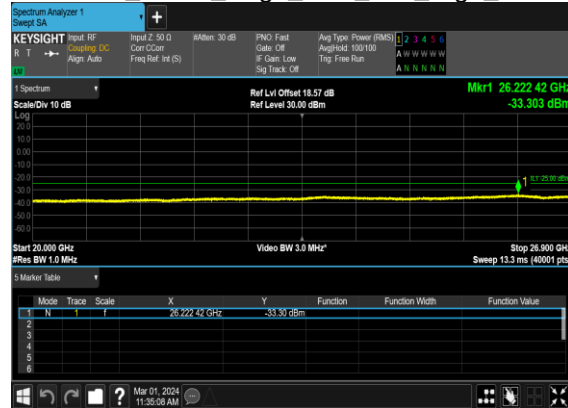 Spectrum Analyzer 1
Swept SA
+
KEYSIGHT
R T
Input: RF
Coupling: DC
Align: Auto
Input Z: 50 Ω
Corr CCorr
Freq Ref: Int (S)
#Atten: 30 dB
PNO: Fast
Gate: Off
IF Gain: Low
Sig Track: Off
Avg Type: Power (RMS)
Avg|Hold: 100/100
Trig: Free Run
1 2 3 4 5 6
A W W W W W
A N N N N N
1 Spectrum
Scale/Div 10 dB
Ref Lvl Offset 18.57 dB
Ref Level 30.00 dBm
Mkr1 26.222 42 GHz
-33.303 dBm
Log
20.0
10.0
0.00
-10.0
-20.0
-30.0
-40.0
-50.0
-60.0
1
DL1 -25.00 dBm
Start 20.000 GHz
#Res BW 1.0 MHz
Video BW 3.0 MHz*
Stop 26.900 GHz
Sweep 13.3 ms (40001 pts)
5 Marker Table
Mode Trace Scale X Y Function Function Width Function Value
1 N 1 f 26.222 42 GHz -33.30 dBm
2
3
4
5
6
?
Mar 01, 2024
11:35:08 AM